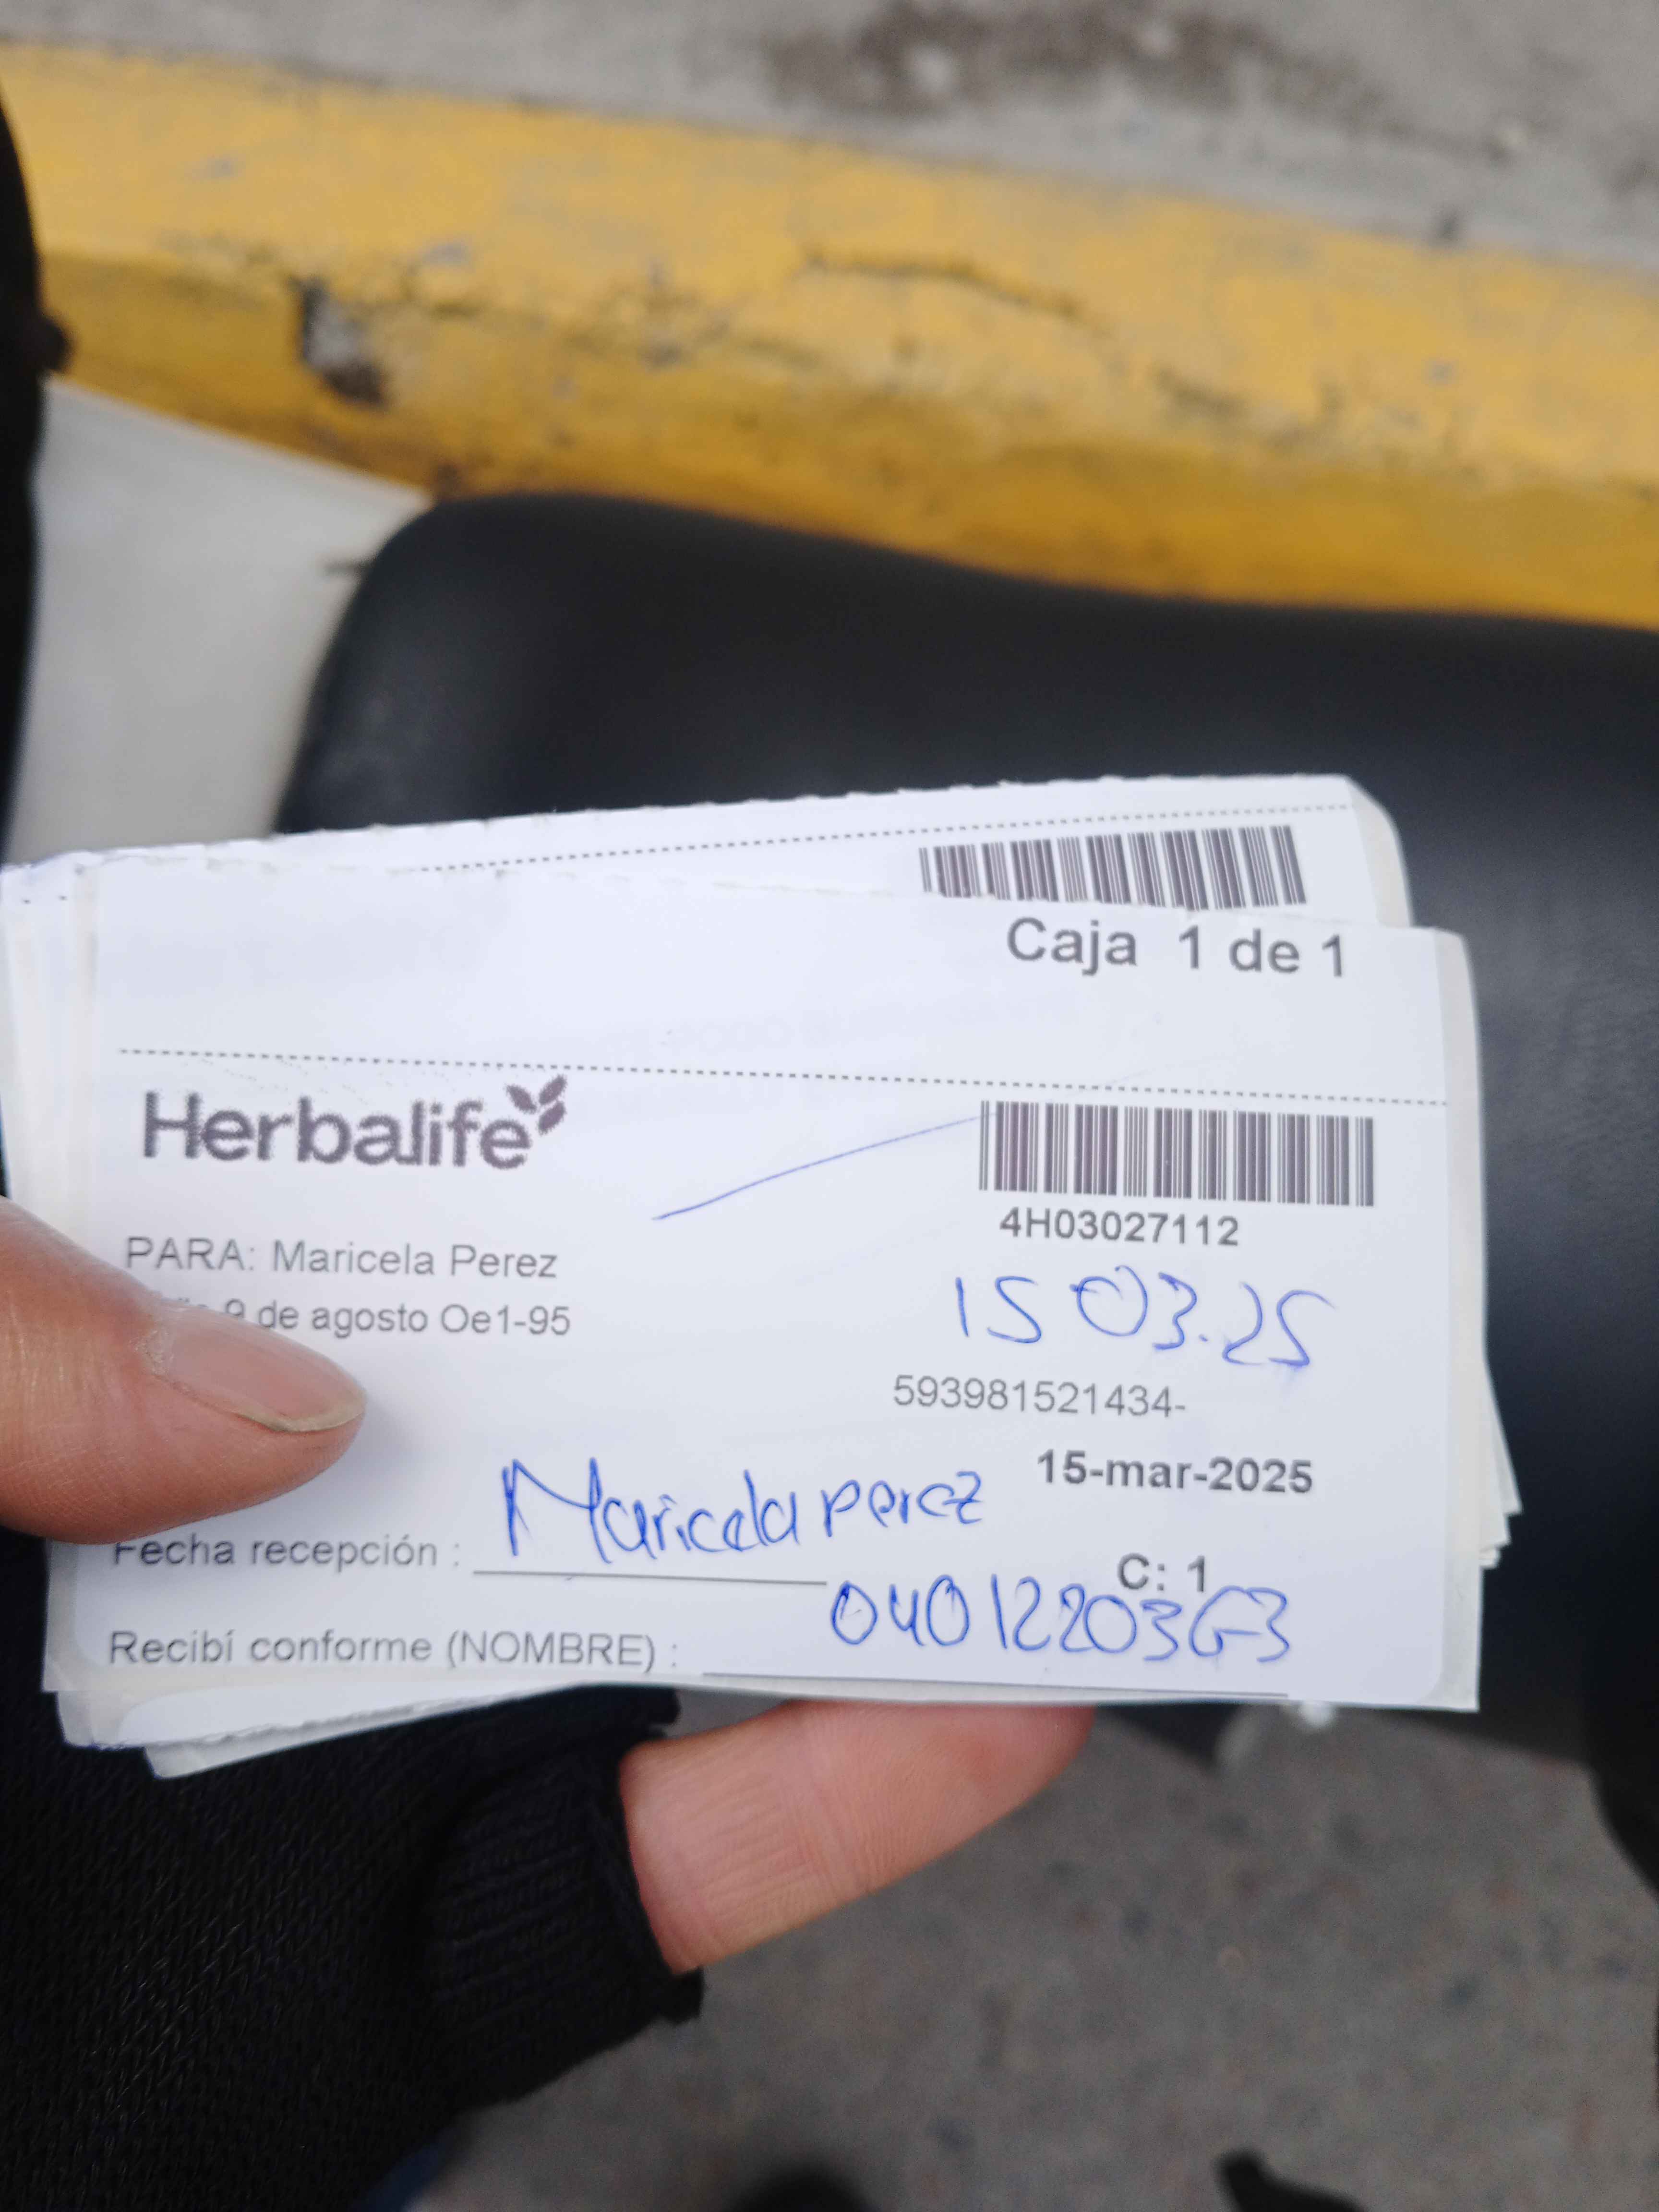 Caja 1 de 1
Herbalife
4H03027112
PARA: Maricela Perez
15 03.25
9 de agosto Oe1-95
593981521434-
15-mar-2025
Maricela perez
Fecha recepción :
C: 1
0401220363
Recibí conforme (NOMBRE) :